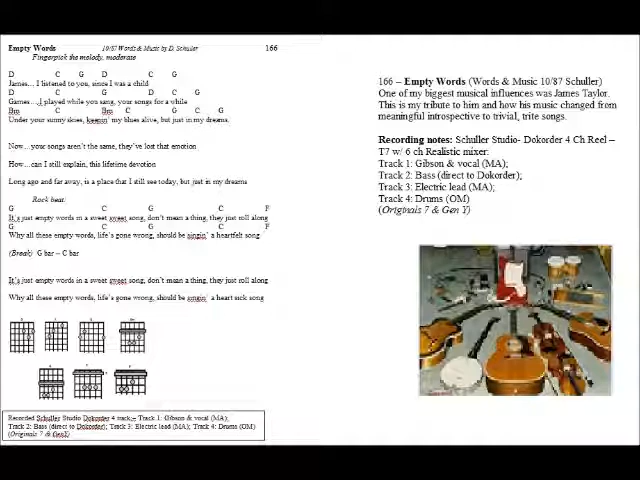 Empty Words 10/87 Words & Music by D. Schuller 166
Fingerpick the melody, moderate
D C G D C G
James… I listened to you, since I was a child
D C G D C G
Games…I played while you sang, your songs for a while
Bm C Bm C G C G
Under your sunny skies, keepin' my blues alive, but just in my dreams.
Now…your songs aren't the same, they've lost that emotion
How…can I still explain, this lifetime devotion
Long ago and far away, is a place that I still see today, but just in my dreams
Rock beat:
G C G C F
It's just empty words in a sweet sweet song, don't mean a thing, they just roll along
G C G C F
Why all these empty words, life's gone wrong, should be singin' a heartfelt song
(Break) G bar – C bar
It's just empty words in a sweet sweet song, don't mean a thing, they just roll along
Why all these empty words, life's gone wrong, should be singin' a heart sick song
Recorded Schuller Studio Dokorder 4 track – Track 1: Gibson & vocal (MA);
Track 2: Bass (direct to Dokorder); Track 3: Electric lead (MA); Track 4: Drums (OM)
(Originals 7 & GenY)
166 – Empty Words (Words & Music 10/87 Schuller)
One of my biggest musical influences was James Taylor.
This is my tribute to him and how his music changed from
meaningful introspective to trivial, trite songs.
Recording notes: Schuller Studio- Dokorder 4 Ch Reel –
T7 w/ 6 ch Realistic mixer:
Track 1: Gibson & vocal (MA);
Track 2: Bass (direct to Dokorder);
Track 3: Electric lead (MA);
Track 4: Drums (OM)
(Originals 7 & Gen Y)